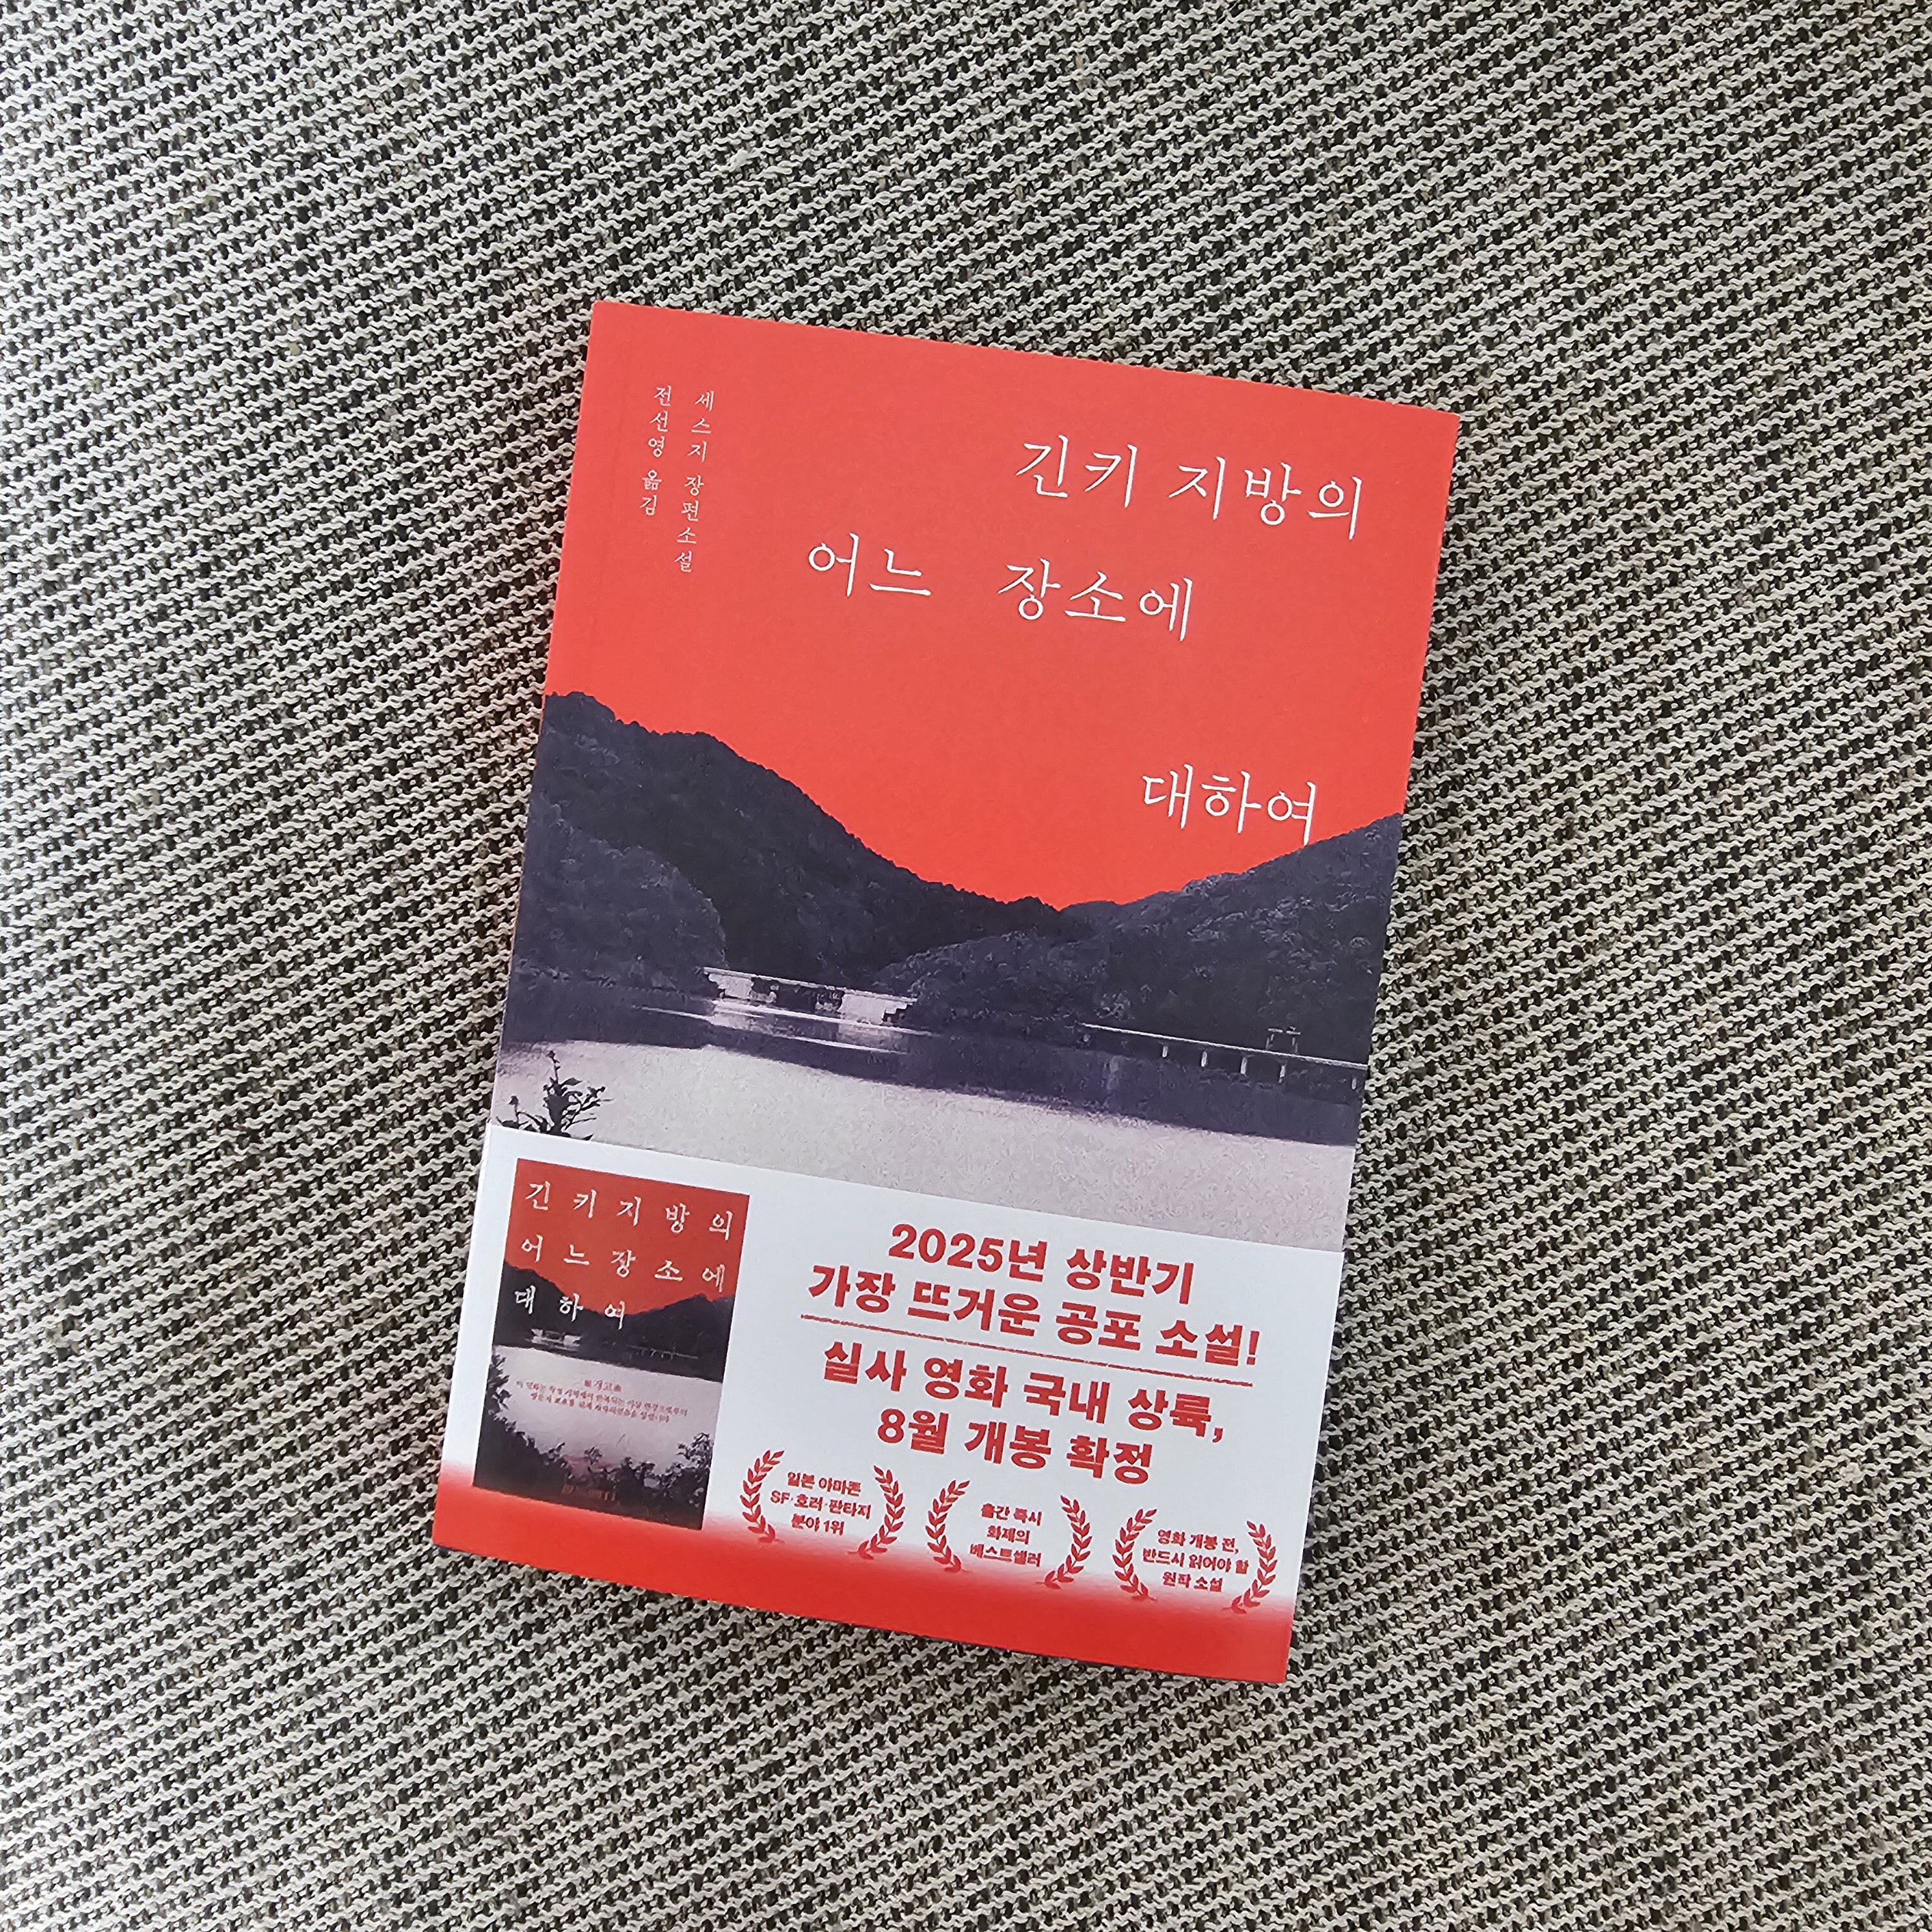 긴키 지방의
어느 장소에
대하여
세스지 장편소설
전선영 옮김
긴키지방의
어느장소에
대하여
2025년 상반기
가장 뜨거운 공포 소설!
실사 영화 국내 상륙,
8월 개봉 확정
일본 아마존
SF·호러·판타지
분야 1위
출간 즉시
화제의
베스트셀러
영화 개봉 전,
반드시 읽어야 할
원작 소설